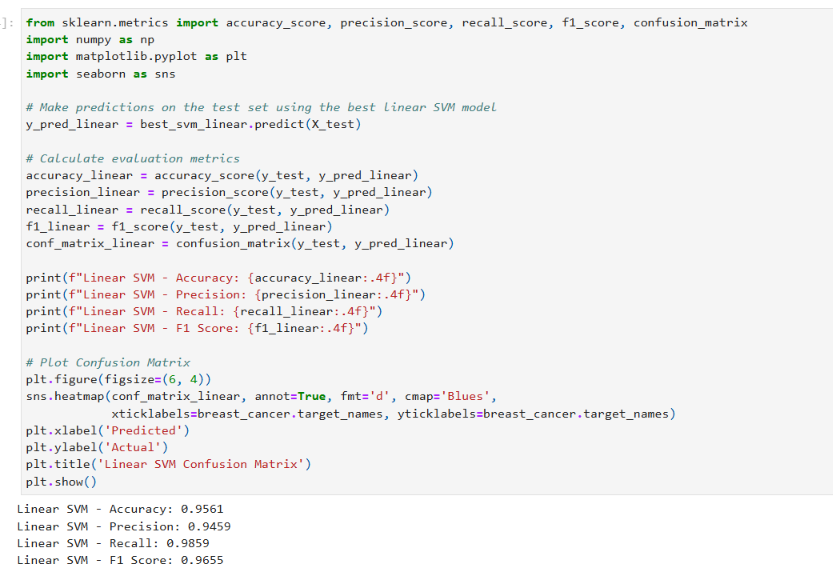 ]: from sklearn.metrics import accuracy_score, precision_score, recall_score, f1_score, confusion_matrix
import numpy as np
import matplotlib.pyplot as plt
import seaborn as sns
# Make predictions on the test set using the best linear SVM model
y_pred_linear = best_svm_linear.predict(X_test)
# Calculate evaluation metrics
accuracy_linear = accuracy_score(y_test, y_pred_linear)
precision_linear = precision_score(y_test, y_pred_linear)
recall_linear = recall_score(y_test, y_pred_linear)
f1_linear = f1_score(y_test, y_pred_linear)
conf_matrix_linear = confusion_matrix(y_test, y_pred_linear)
print(f"Linear SVM - Accuracy: {accuracy_linear:.4f}")
print(f"Linear SVM - Precision: {precision_linear:.4f}")
print(f"Linear SVM - Recall: {recall_linear:.4f}")
print(f"Linear SVM - F1 Score: {f1_linear:.4f}")
# Plot Confusion Matrix
plt.figure(figsize=(6, 4))
sns.heatmap(conf_matrix_linear, annot=True, fmt='d', cmap='Blues',
            xticklabels=breast_cancer.target_names, yticklabels=breast_cancer.target_names)
plt.xlabel('Predicted')
plt.ylabel('Actual')
plt.title('Linear SVM Confusion Matrix')
plt.show()
Linear SVM - Accuracy: 0.9561
Linear SVM - Precision: 0.9459
Linear SVM - Recall: 0.9859
Linear SVM - F1 Score: 0.9655